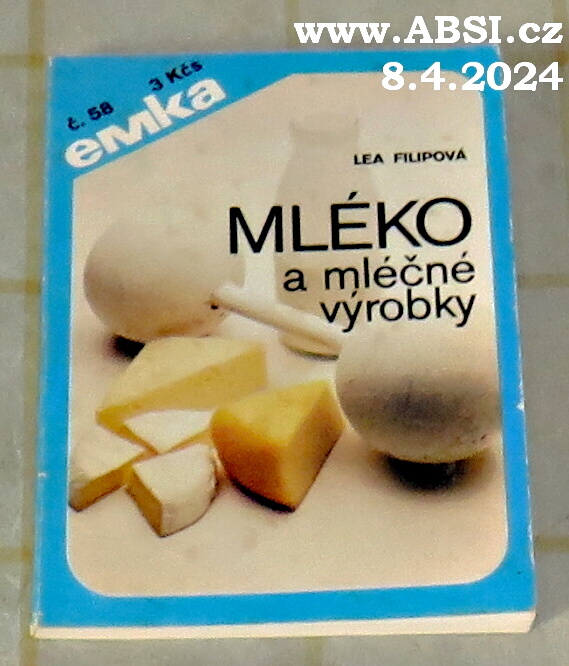 www.ABSI.cz
8.4.2024
č. 58
3 Kčs
emka
LEA FILIPOVÁ
MLÉKO
a mléčné
výrobky